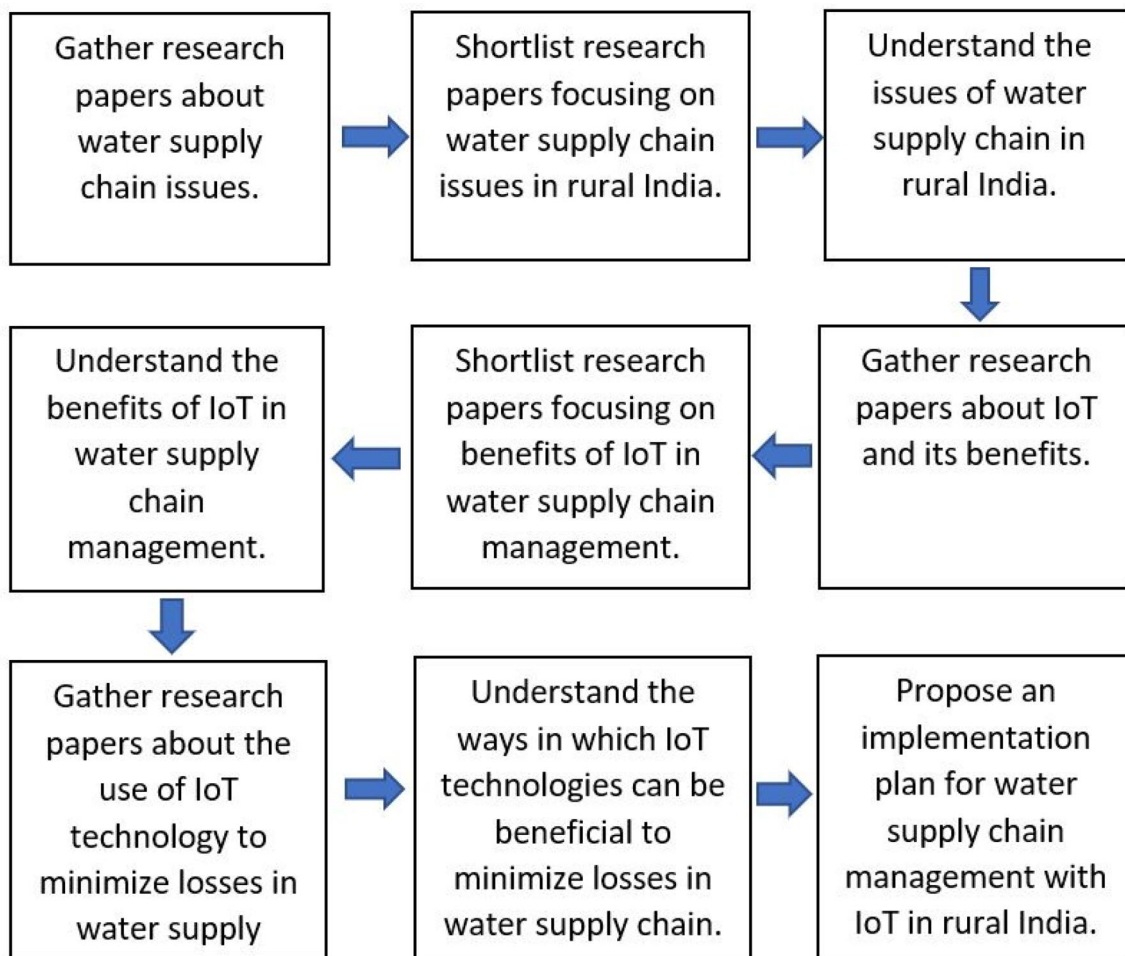 Gather research
papers about
water supply
chain issues.
Shortlist research
papers focusing on
water supply chain
issues in rural India.
Understand the
issues of water
supply chain in
rural India.
Gather research
papers about IoT
and its benefits.
Shortlist research
papers focusing on
benefits of IoT in
water supply chain
management.
Understand the
benefits of IoT in
water supply
chain
management.
Gather research
papers about the
use of IoT
technology to
minimize losses in
water supply
Understand the
ways in which IoT
technologies can be
beneficial to
minimize losses in
water supply chain.
Propose an
implementation
plan for water
supply chain
management with
IoT in rural India.